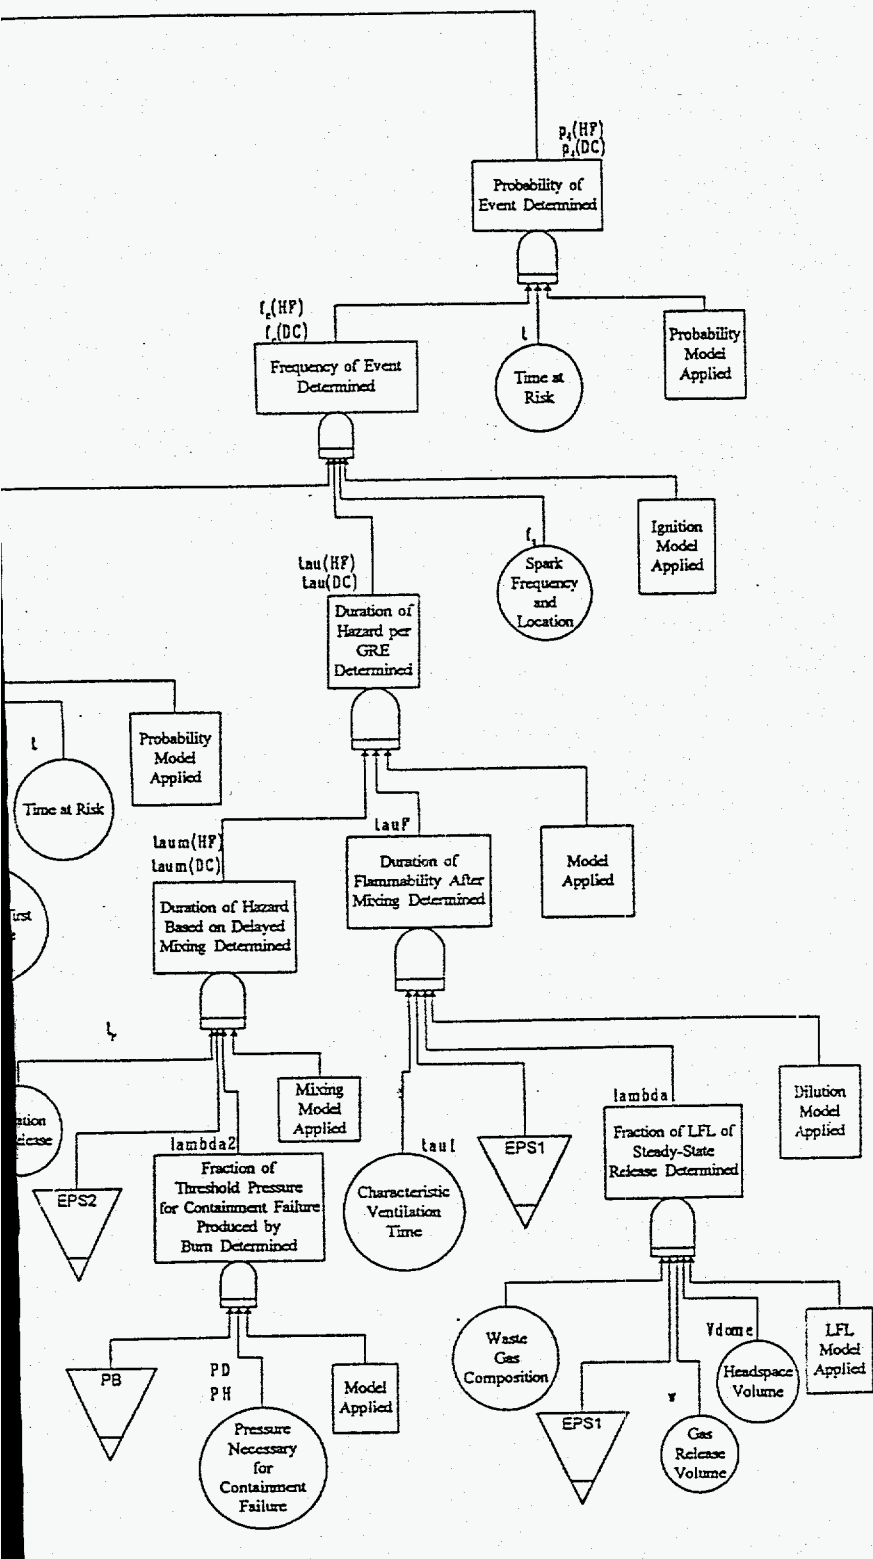 p₄(HF)
p₄(DC)
Probability of
Event Determined
f (HF)
f (DC)
Frequency of Event
Determined
t
Time at
Risk
Probability
Model
Applied
Ignition
Model
Applied
f
Spark
Frequency
and
Location
tau(HF)
tau(DC)
Duration of
Hazard per
GRE
Determined
Probability
Model
Applied
t
Time at Risk
tauF
taum(HF)
taum(DC)
Duration of
Flammability After
Mixing Determined
Model
Applied
Duration of Hazard
Based on Delayed
Mixing Determined
irst
e
t
Mixing
Model
Applied
Dilution
Model
Applied
lambda
Fraction of LFL of
Steady-State
Release Determined
ation
elease
lambda2
tau1
EPS1
Fraction of
Threshold Pressure
for Containment Failure
Produced by
Burn Determined
EPS2
Characteristic
Ventilation
Time
Waste
Gas
Composition
Vdome
Headspace
Volume
LFL
Model
Applied
PB
PD
PH
Model
Applied
EPS1
v
Gas
Release
Volume
Pressure
Necessary
for
Containment
Failure